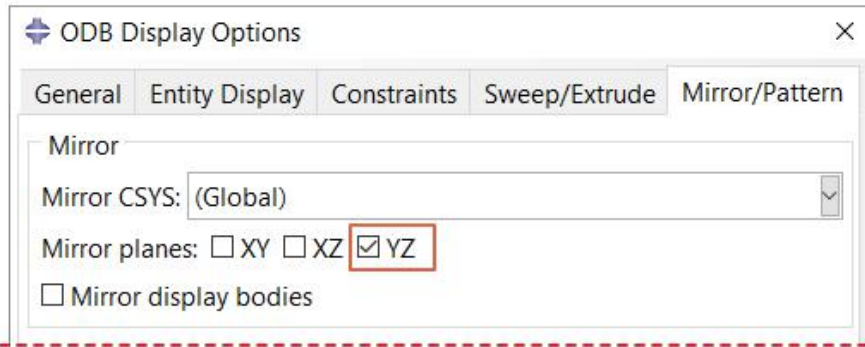 ODB Display Options
General Entity Display Constraints Sweep/Extrude Mirror/Pattern
Mirror
Mirror CSYS: (Global)
Mirror planes: XY XZ YZ
Mirror display bodies